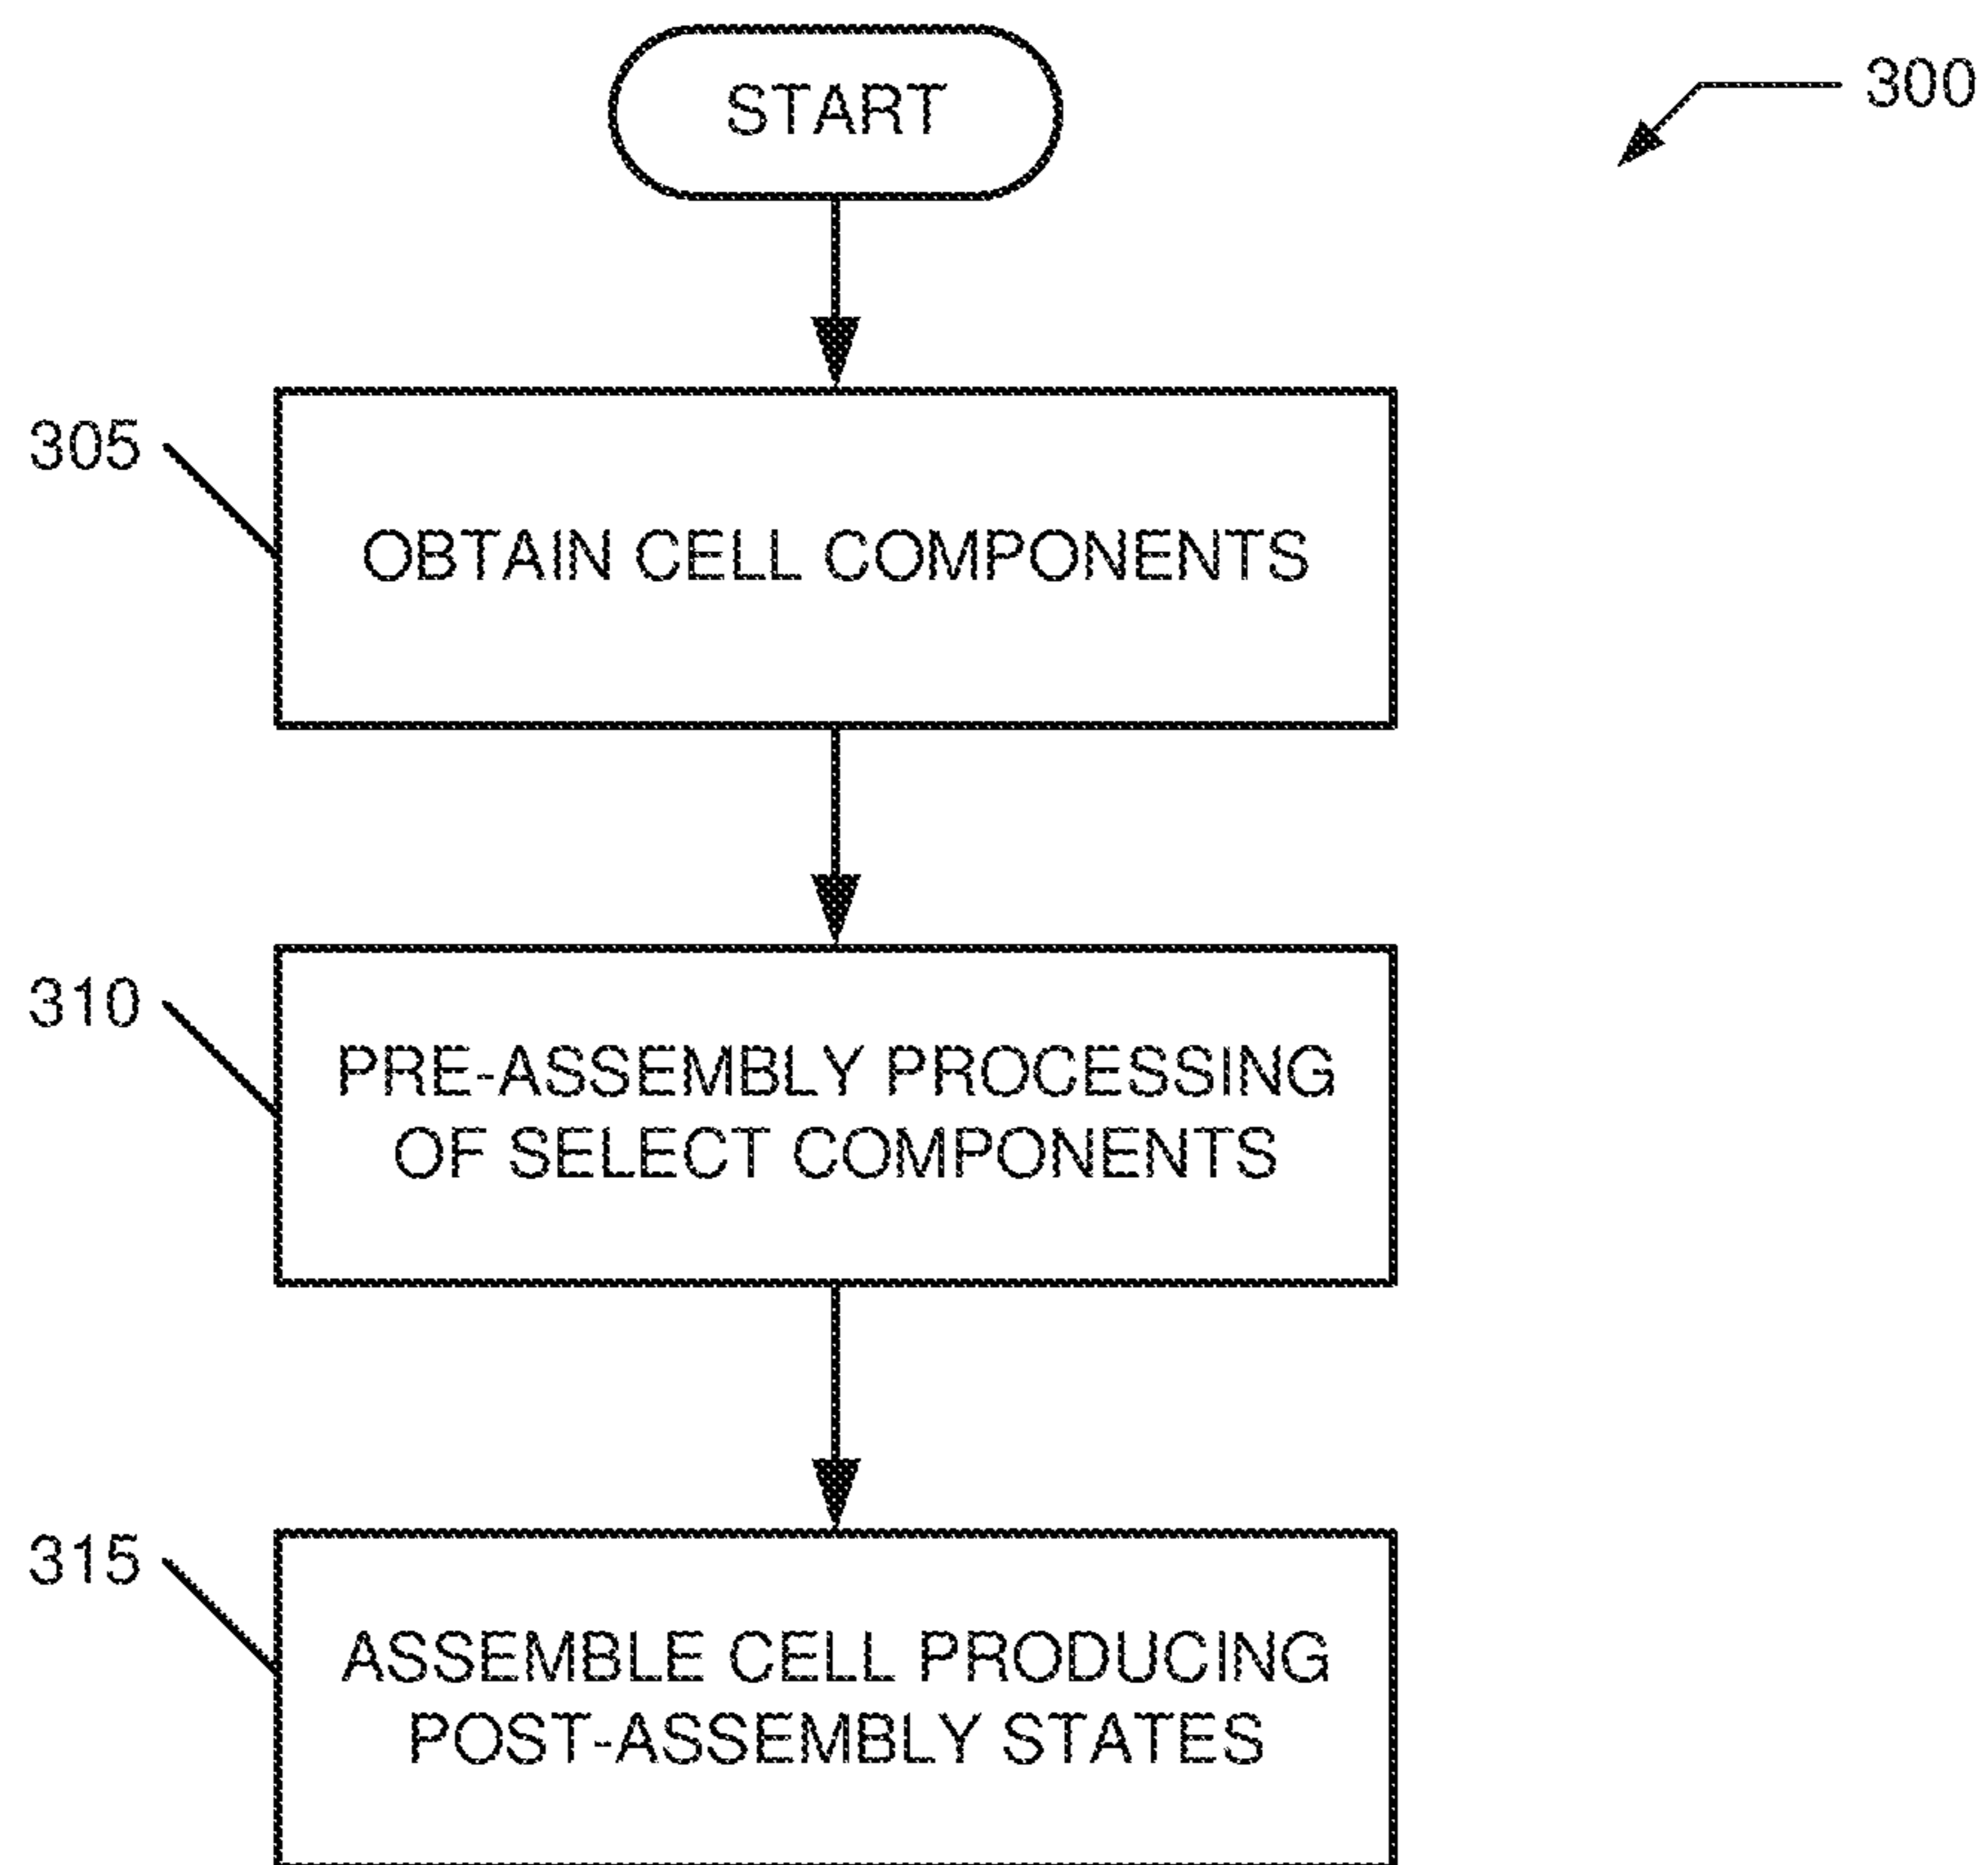 START
300
305
OBTAIN CELL COMPONENTS
310
PRE-ASSEMBLY PROCESSING
OF SELECT COMPONENTS
315
ASSEMBLE CELL PRODUCING
POST-ASSEMBLY STATES